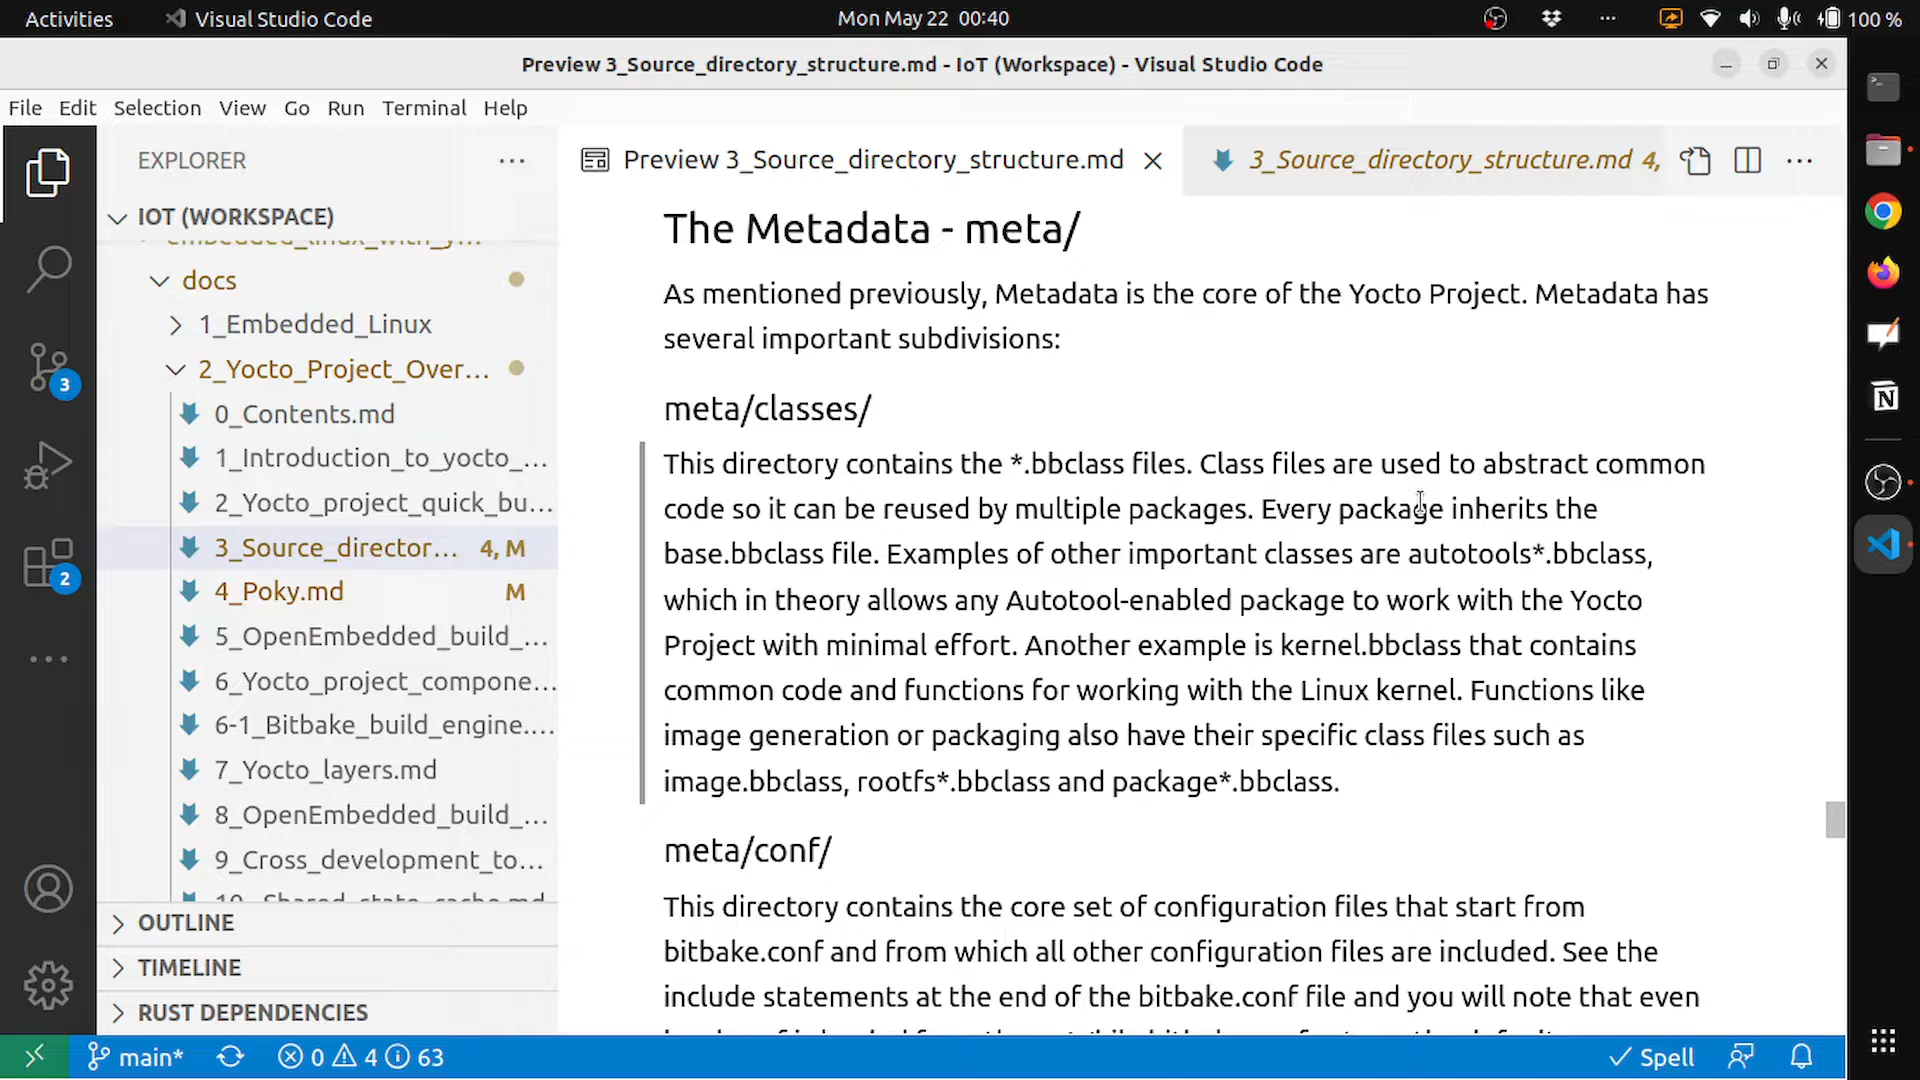 Activities
Visual Studio Code
Mon May 22 00:40
100 %
Preview 3_Source_directory_structure.md - IoT (Workspace) - Visual Studio Code
File Edit Selection View Go Run Terminal Help
EXPLORER
Preview 3_Source_directory_structure.md
3_Source_directory_structure.md 4,
IOT (WORKSPACE)
docs
1_Embedded_Linux
2_Yocto_Project_Over...
0_Contents.md
1_Introduction_to_yocto_...
2_Yocto_project_quick_bu...
3_Source_director... 4, M
4_Poky.md M
5_OpenEmbedded_build_...
6_Yocto_project_compone...
6-1_Bitbake_build_engine....
7_Yocto_layers.md
8_OpenEmbedded_build_...
9_Cross_development_to...
OUTLINE
TIMELINE
RUST DEPENDENCIES
3
2
The Metadata - meta/
As mentioned previously, Metadata is the core of the Yocto Project. Metadata has
several important subdivisions:
meta/classes/
This directory contains the *.bbclass files. Class files are used to abstract common
code so it can be reused by multiple packages. Every package inherits the
base.bbclass file. Examples of other important classes are autotools*.bbclass,
which in theory allows any Autotool-enabled package to work with the Yocto
Project with minimal effort. Another example is kernel.bbclass that contains
common code and functions for working with the Linux kernel. Functions like
image generation or packaging also have their specific class files such as
image.bbclass, rootfs*.bbclass and package*.bbclass.
meta/conf/
This directory contains the core set of configuration files that start from
bitbake.conf and from which all other configuration files are included. See the
include statements at the end of the bitbake.conf file and you will note that even
main* 0 4 63
Spell